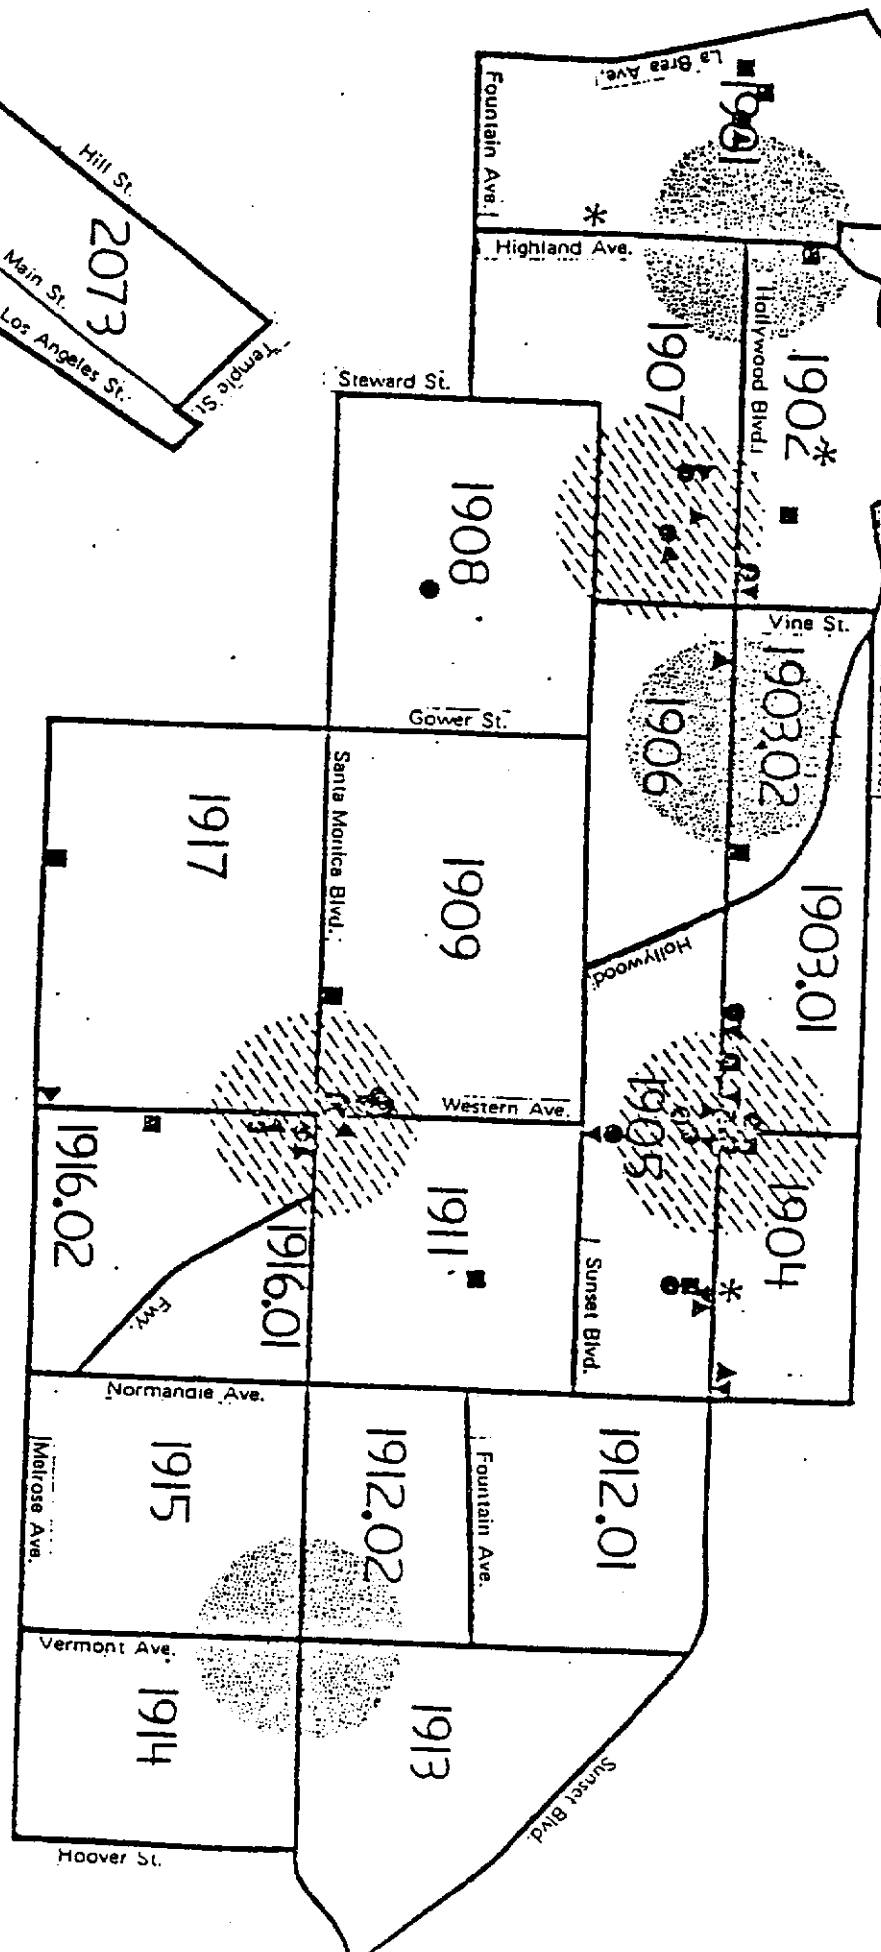 La Brea Ave.
1901
Fountain Ave.
Highland Ave.
Hill St.
2073
Main St.
Los Angeles St.
Temple St.
Hollywood Blvd.
1902*
1907
Steward St.
1908
Vine St.
1903.02
1906
Gower St.
Santa Monica Blvd.
1917
1909
Hollywood
1903.01
Western Ave.
1905
1904
1916.02
1911
1916.01
Fwy.
Sunset Blvd.
Normandie Ave.
Melrose Ave.
1915
1912.02
Fountain Ave.
1912.01
Vermont Ave.
1914
1913
Sunset Blvd.
Hoover St.